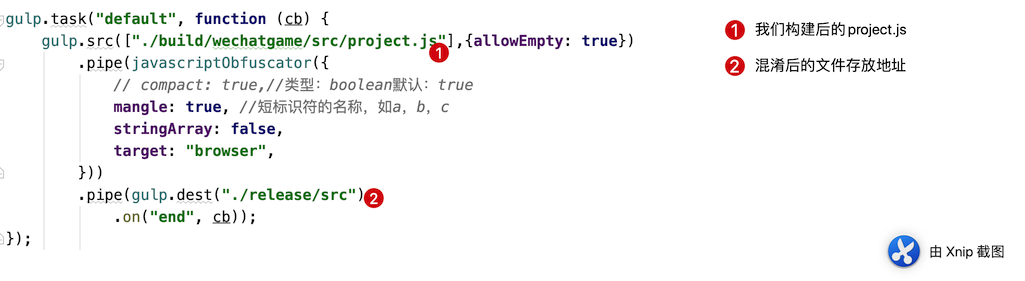 gulp.task("default", function (cb) {
gulp.src(["./build/wechatgame/src/project.js"],{allowEmpty: true})
1
.pipe(javascriptObfuscator({
// compact: true,//类型：boolean默认：true
mangle: true, //短标识符的名称，如a，b，c
stringArray: false,
target: "browser",
}))
.pipe(gulp.dest("./release/src")
2
.on("end", cb));
});
1 我们构建后的project.js
2 混淆后的文件存放地址
由 Xnip 截图